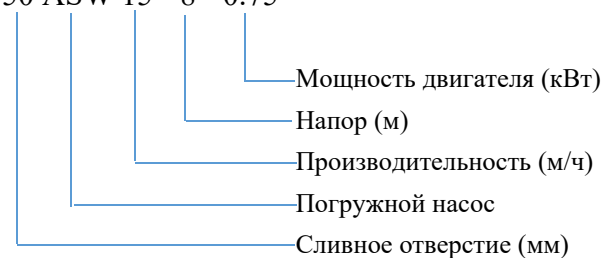 50 ASW 15 8 0.75
Мощность двигателя (кВт)
Напор (м)
Производительность (м/ч)
Погружной насос
Сливное отверстие (мм)